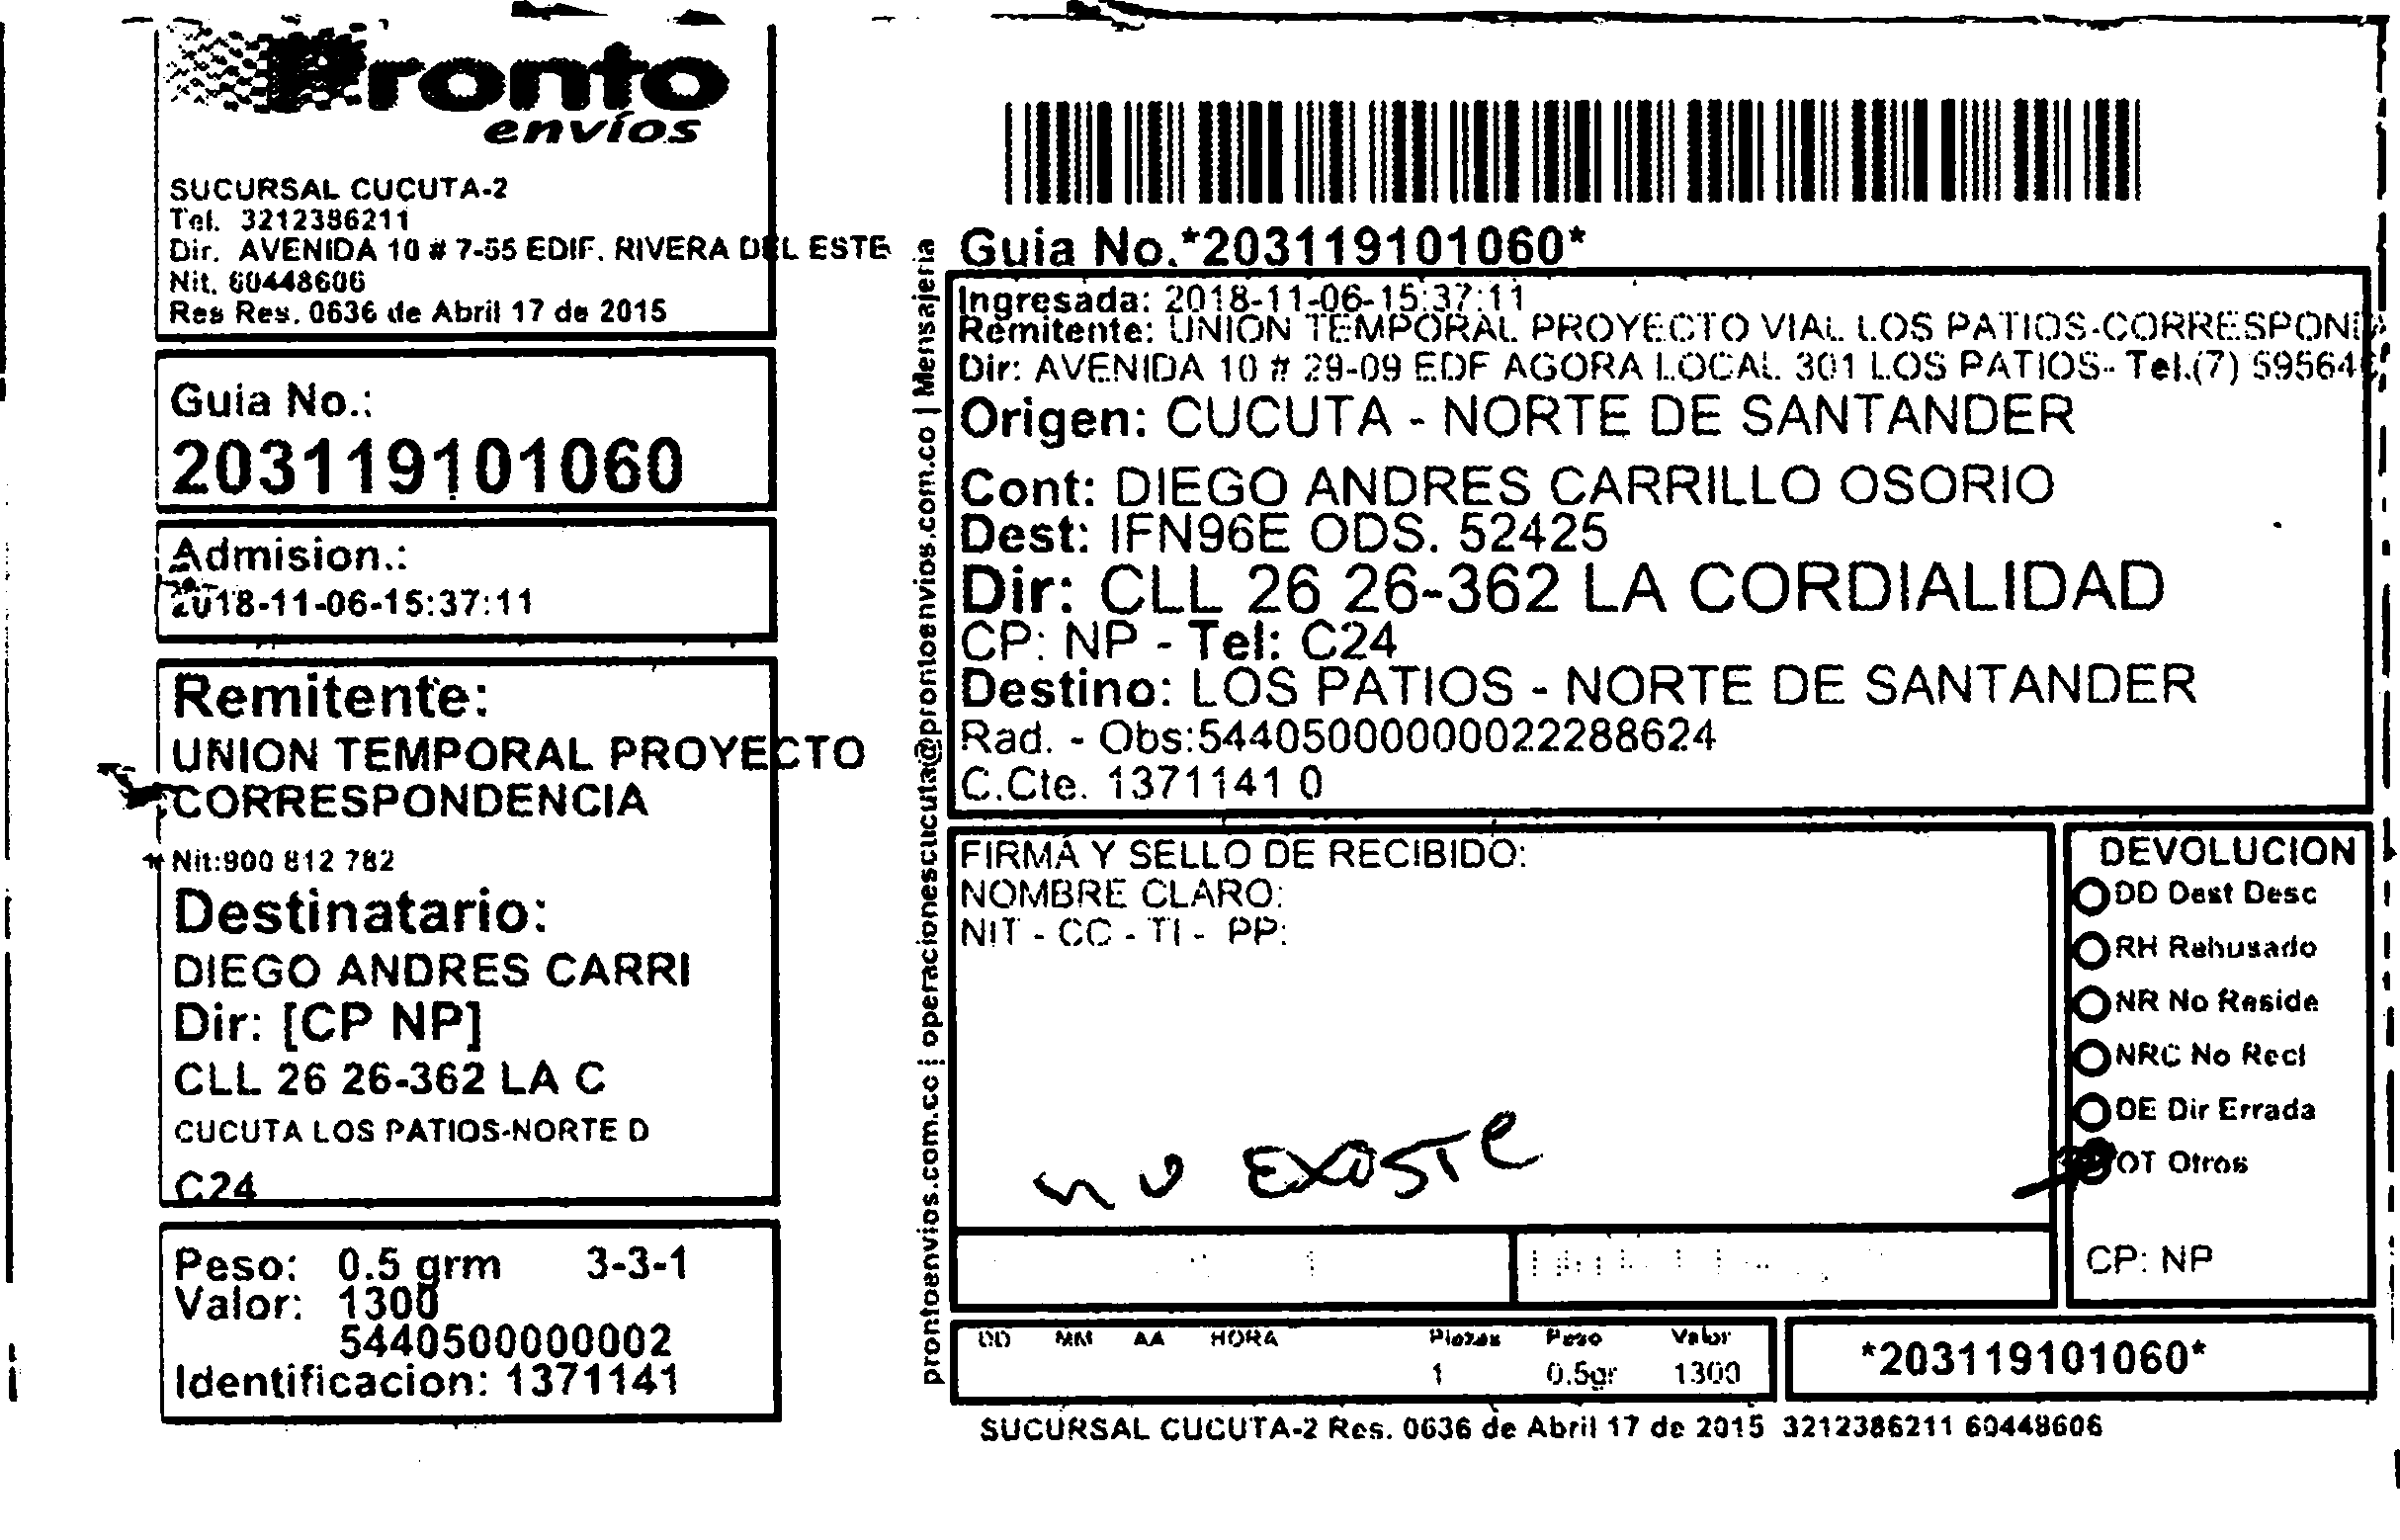 Pronto
envíos
SUCURSAL CUCUTA-2
Tel. 3212386211
Dir. AVENIDA 10 # 7-55 EDIF. RIVERA DEL ESTE
Nit. 60448606
Res Res. 0636 de Abril 17 de 2015
Guia No.:
203119101060
Admision.:
2018-11-06-15:37:11
Remitente:
UNION TEMPORAL PROYECTO
CORRESPONDENCIA
Nit:900 812 782
Destinatario:
DIEGO ANDRES CARRI
Dir: [CP NP]
CLL 26 26-362 LA C
CUCUTA LOS PATIOS-NORTE D
C24
Peso: 0.5 grm 3-3-1
Valor: 1300
5440500000002
Identificacion: 1371141
prontoenvios.com.co | operacionescucuta@prontoenvios.com.co | Mensajeria
Guia No.*203119101060*
Ingresada: 2018-11-06-15:37:11
Remitente: UNION TEMPORAL PROYECTO VIAL LOS PATIOS-CORRESPOND
Dir: AVENIDA 10 # 29-09 EDF AGORA LOCAL 301 LOS PATIOS- Tel.(7) 59564
Origen: CUCUTA - NORTE DE SANTANDER
Cont: DIEGO ANDRES CARRILLO OSORIO
Dest: IFN96E ODS. 52425
Dir: CLL 26 26-362 LA CORDIALIDAD
CP: NP - Tel: C24
Destino: LOS PATIOS - NORTE DE SANTANDER
Rad. - Obs:544050000000022288624
C.Cte. 1371141 0
FIRMA Y SELLO DE RECIBIDO:
NOMBRE CLARO:
NIT - CC - TI - PP:
no EXISTE
DEVOLUCION
DD Dest Desc
RH Rehusado
NR No Reside
NRC No Recl
DE Dir Errada
OT Otros
CP: NP
DD MM AA HORA Piezas Peso Valor
1 0.5gr 1300
*203119101060*
SUCURSAL CUCUTA-2 Res. 0636 de Abril 17 de 2015 3212386211 60448606